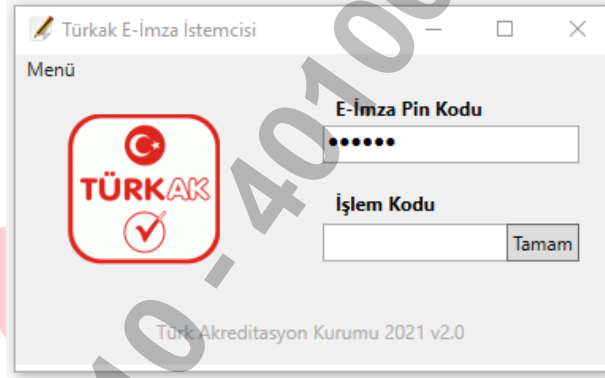 Türkak E-İmza İstemcisi
Menü
E-İmza Pin Kodu
••••••
TÜRKAK
İşlem Kodu
Tamam
Türk Akreditasyon Kurumu 2021 v2.0